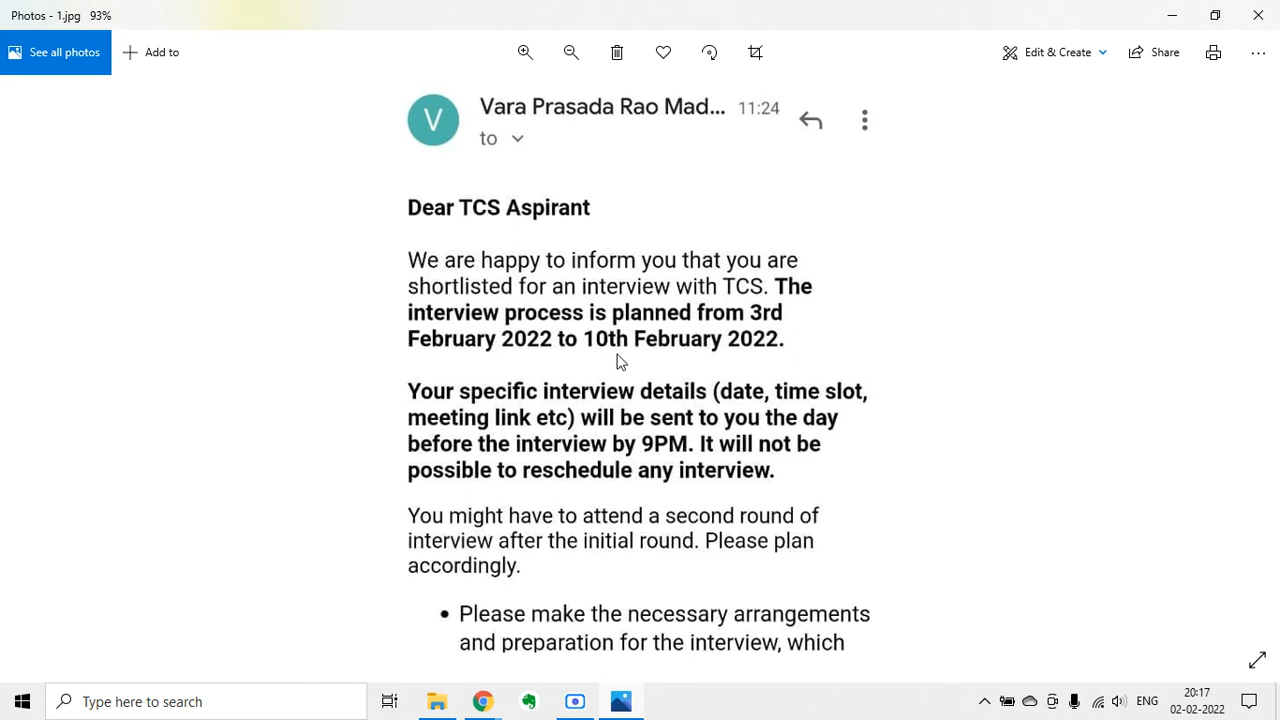 Photos - 1.jpg 93%
See all photos
Add to
Edit & Create
Share
V
Vara Prasada Rao Mad... 11:24
to
Dear TCS Aspirant
We are happy to inform you that you are
shortlisted for an interview with TCS. The
interview process is planned from 3rd
February 2022 to 10th February 2022.
Your specific interview details (date, time slot,
meeting link etc) will be sent to you the day
before the interview by 9PM. It will not be
possible to reschedule any interview.
You might have to attend a second round of
interview after the initial round. Please plan
accordingly.
• Please make the necessary arrangements
and preparation for the interview, which
Type here to search
ENG
20:17
02-02-2022